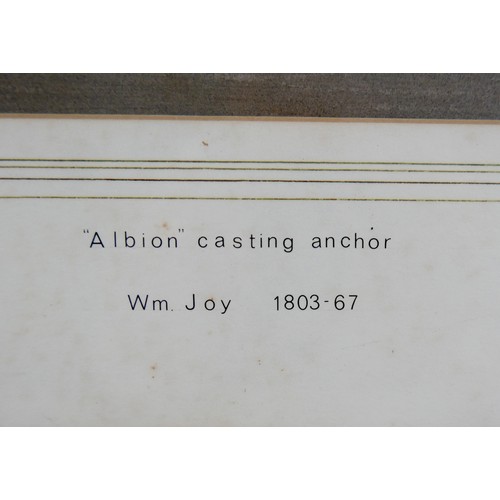 "Albion" casting anchor
Wm. Joy 1803-67